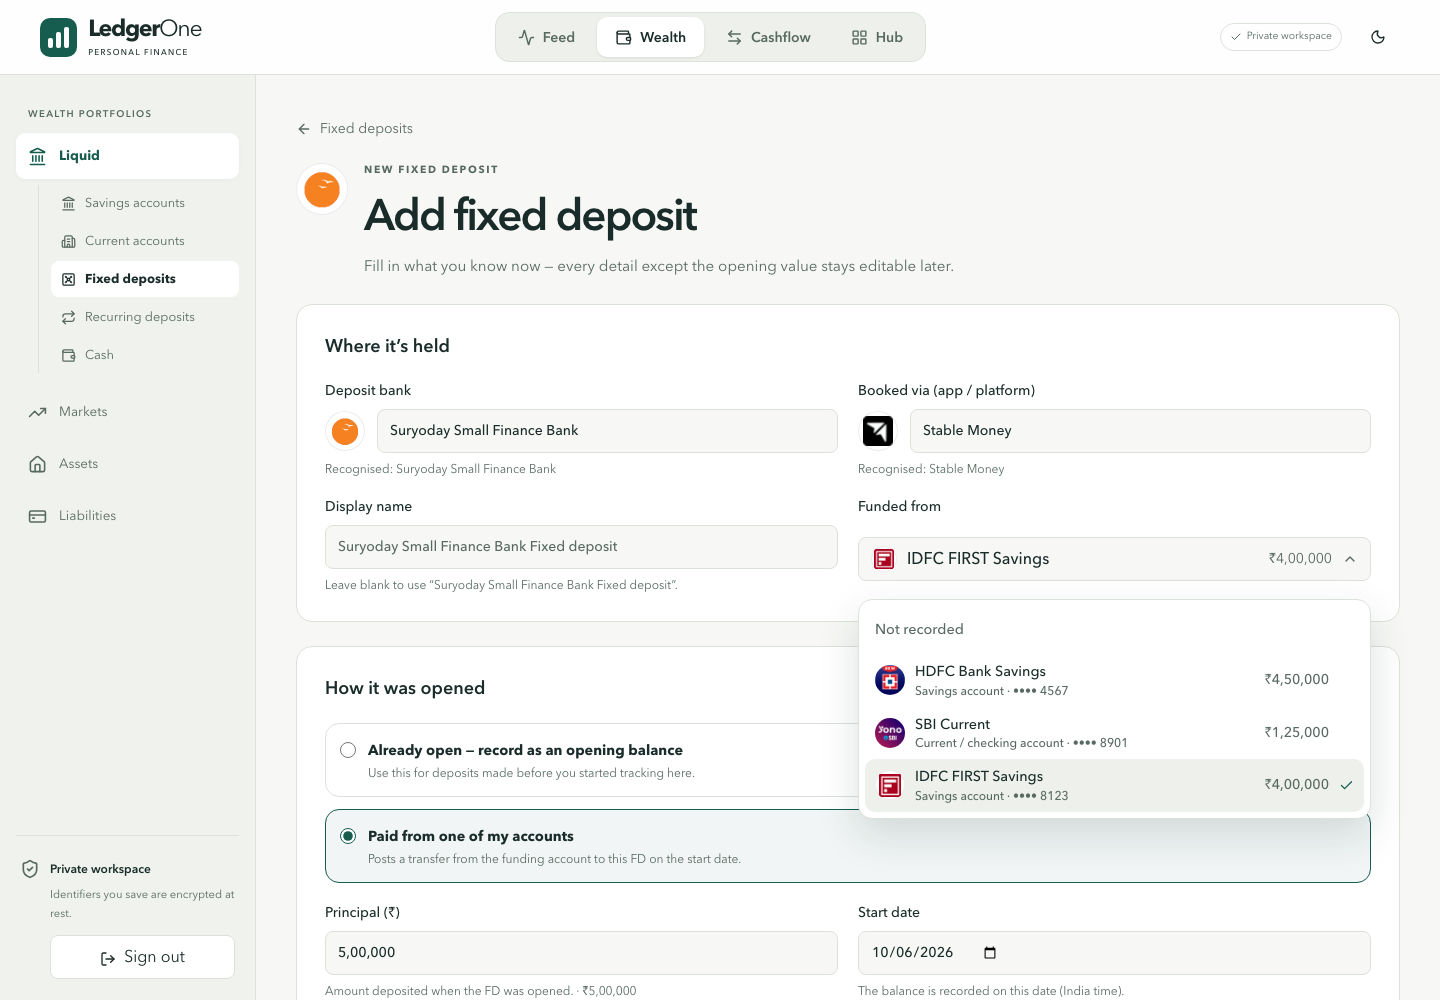 LedgerOne
PERSONAL FINANCE
Feed
Wealth
Cashflow
Hub
Private workspace
WEALTH PORTFOLIOS
Liquid
Savings accounts
Current accounts
Fixed deposits
Recurring deposits
Cash
Markets
Assets
Liabilities
Private workspace
Identifiers you save are encrypted at
rest.
Sign out
Fixed deposits
NEW FIXED DEPOSIT
Add fixed deposit
Fill in what you know now – every detail except the opening value stays editable later.
Where it’s held
Deposit bank
Suryoday Small Finance Bank
Recognised: Suryoday Small Finance Bank
Booked via (app / platform)
Stable Money
Recognised: Stable Money
Display name
Suryoday Small Finance Bank Fixed deposit
Leave blank to use “Suryoday Small Finance Bank Fixed deposit”.
Funded from
IDFC FIRST Savings ₹4,00,000
Not recorded
HDFC Bank Savings
Savings account · •••• 4567
₹4,50,000
yono
SBI
SBI Current
Current / checking account · •••• 8901
₹1,25,000
IDFC FIRST Savings
Savings account · •••• 8123
₹4,00,000
How it was opened
Already open – record as an opening balance
Use this for deposits made before you started tracking here.
Paid from one of my accounts
Posts a transfer from the funding account to this FD on the start date.
Principal (₹)
5,00,000
Amount deposited when the FD was opened. · ₹5,00,000
Start date
10/06/2026
The balance is recorded on this date (India time).